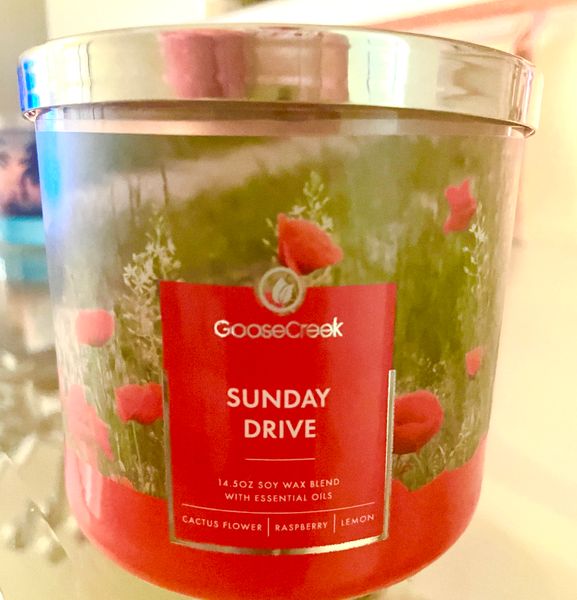 GooseCreek
SUNDAY
DRIVE
14.5OZ SOY WAX BLEND
WITH ESSENTIAL OILS
CACTUS FLOWER | RASPBERRY | LEMON